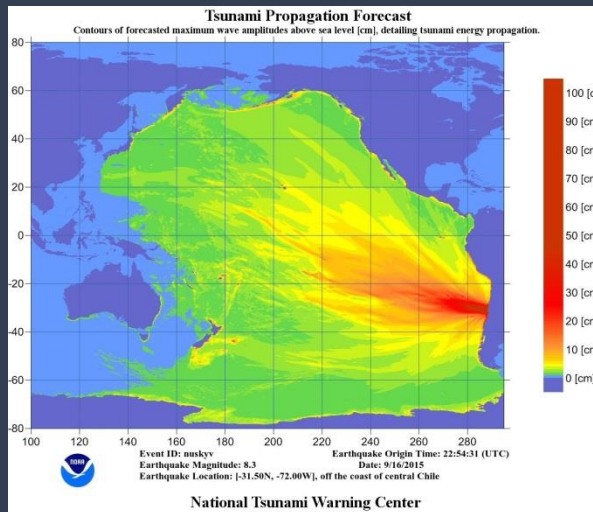 Tsunami Propagation Forecast
Contours of forecasted maximum wave amplitudes above sea level [cm], detailing tsunami energy propagation.
80
60
40
20
0
-20
-40
-60
-80
100 120 140 160 180 200 220 240 260 280
100 [c
90 [cm
80 [cm
70 [cm
60 [cm
50 [cm
40 [cm
30 [cm
20 [cm
10 [cm
0 [cm]
NOAA
Event ID: nuskyv Earthquake Origin Time: 22:54:31 (UTC)
Earthquake Magnitude: 8.3 Date: 9/16/2015
Earthquake Location: [-31.50N, -72.00W], off the coast of central Chile
National Tsunami Warning Center